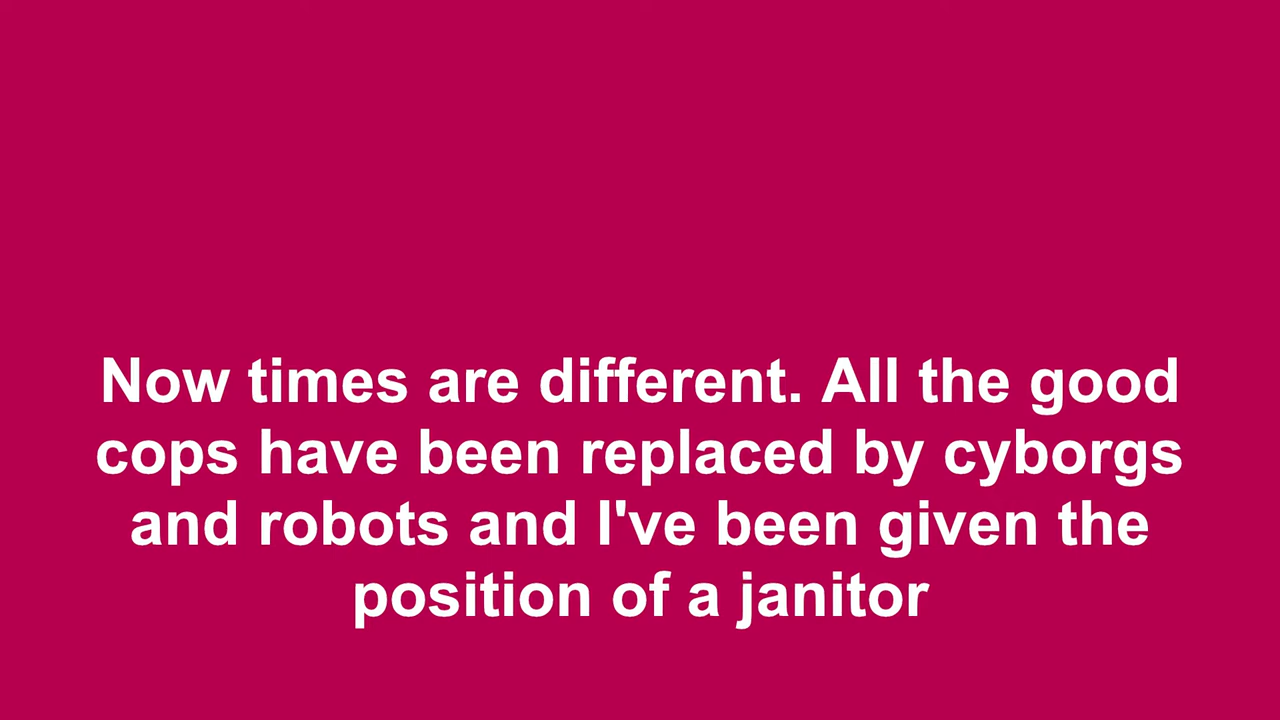 Now times are different. All the good
cops have been replaced by cyborgs
and robots and I've been given the
position of a janitor